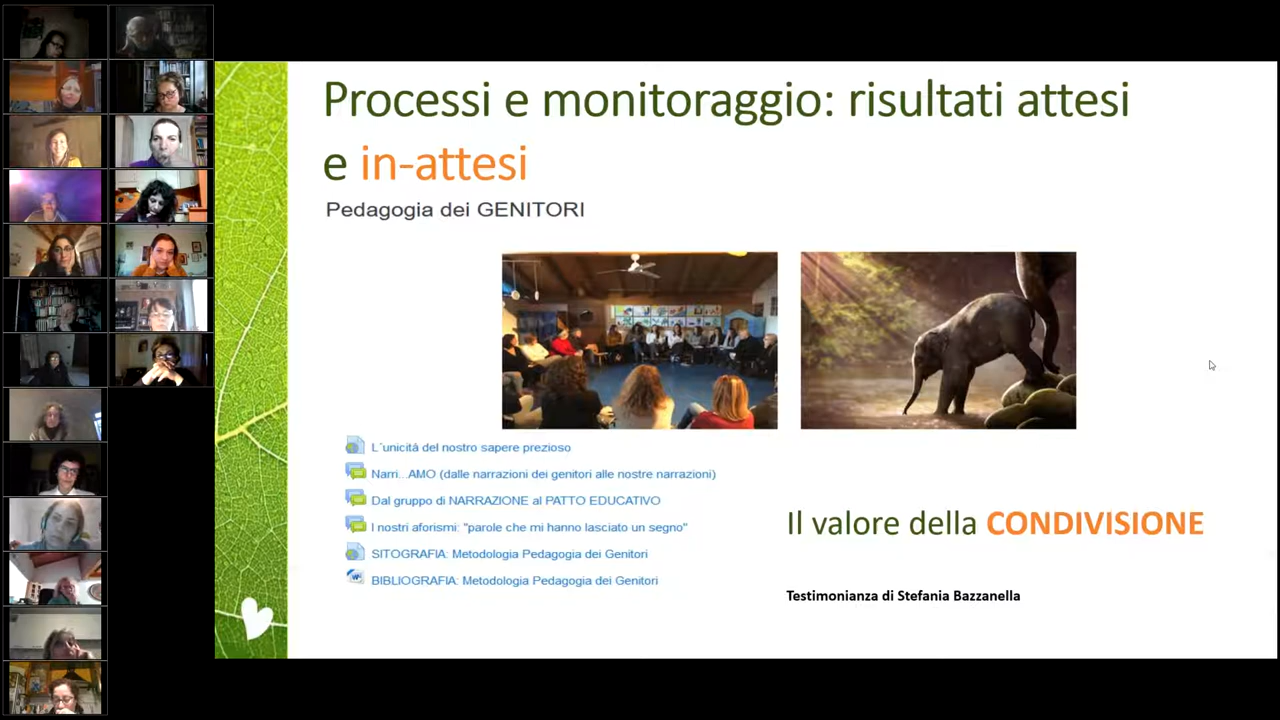 Processi e monitoraggio: risultati attesi
e in-attesi
Pedagogia dei GENITORI
L´unicitá del nostro sapere prezioso
Narri...AMO (dalle narrazioni dei genitori alle nostre narrazioni)
Dal gruppo di NARRAZIONE al PATTO EDUCATIVO
I nostri aforismi: "parole che mi hanno lasciato un segno"
SITOGRAFIA: Metodologia Pedagogia dei Genitori
BIBLIOGRAFIA: Metodologia Pedagogia dei Genitori
Il valore della CONDIVISIONE
Testimonianza di Stefania Bazzanella